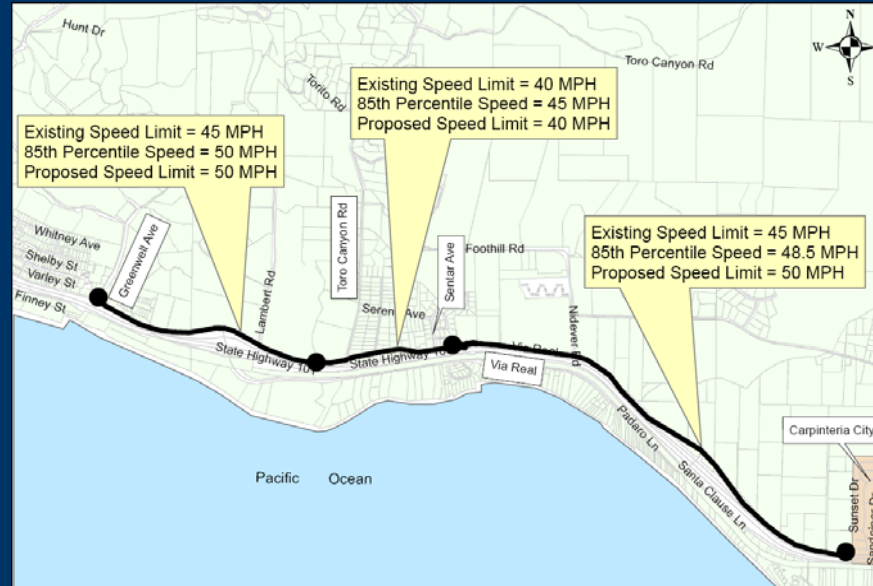 Hunt Dr
N
W
S
Toro Canyon Rd
Torito Rd
Existing Speed Limit = 40 MPH
85th Percentile Speed = 45 MPH
Proposed Speed Limit = 40 MPH
Existing Speed Limit = 45 MPH
85th Percentile Speed = 50 MPH
Proposed Speed Limit = 50 MPH
Existing Speed Limit = 45 MPH
85th Percentile Speed = 48.5 MPH
Proposed Speed Limit = 50 MPH
Whitney Ave
Shelby St
Varley St
Finney St
Greenwell Ave
Lambert Rd
Toro Canyon Rd
Sentar Ave
Foothill Rd
Nidever Rd
Ave
State Highway
State Highway
Via Real
Via Real
Padaro Ln
Santa Clause Ln.
Carpinteria City
Sunset Dr
Pacific Ocean